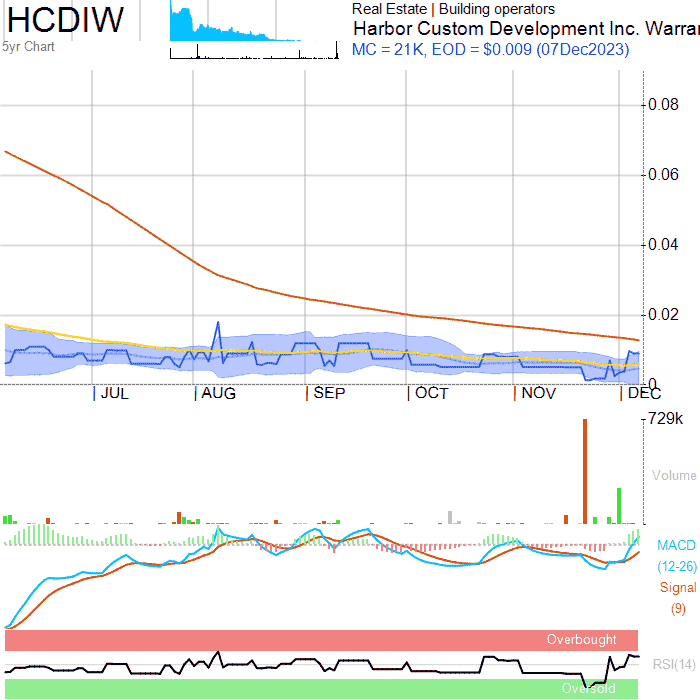 HCDIW
5yr Chart
Real Estate | Building operators
Harbor Custom Development Inc. Warrar
MC = 21K, EOD = $0.009 (07Dec2023)
0.08
0.06
0.04
0.02
0
JUL AUG SEP OCT NOV DEC
729k
Volume
MACD
(12-26)
Signal
(9)
Overbought
RSI(14)
Oversold